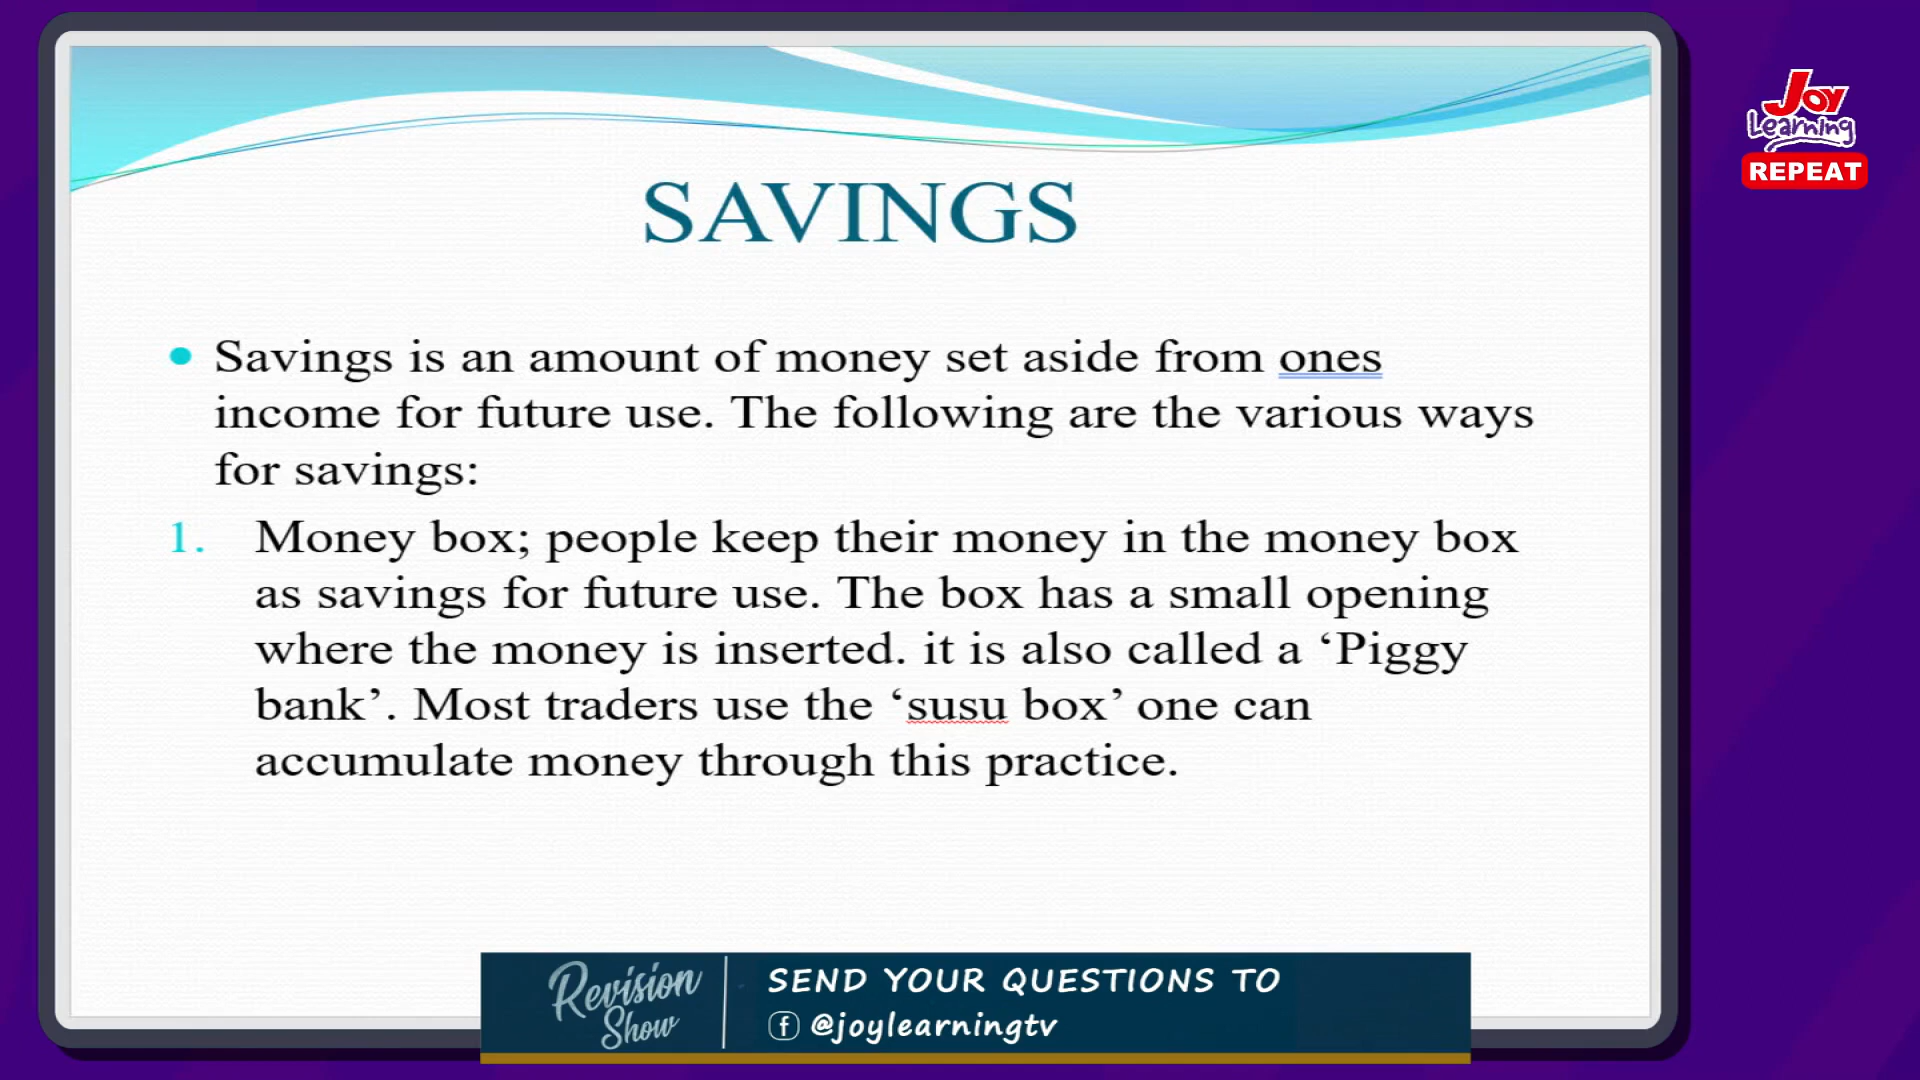 Joy
Learning
REPEAT
SAVINGS
• Savings is an amount of money set aside from ones
income for future use. The following are the various ways
for savings:
1. Money box; people keep their money in the money box
as savings for future use. The box has a small opening
where the money is inserted. it is also called a ‘Piggy
bank’. Most traders use the ‘susu box’ one can
accumulate money through this practice.
Revision
Show
SEND YOUR QUESTIONS TO
f @joylearningtv